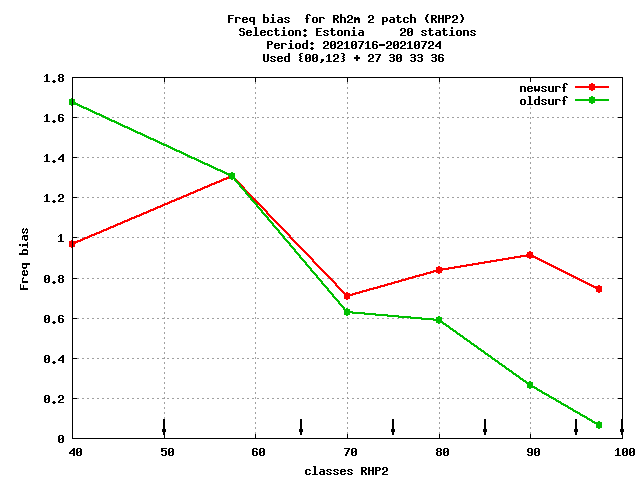 Freq bias  for Rh2m 2 patch (RHP2)
Selection: Estonia     20 stations
Period: 20210716-20210724
Used {00,12} + 27 30 33 36
newsurf
oldsurf
1.8
1.6
1.4
1.2
1
0.8
0.6
0.4
0.2
0
Freq bias
40 50 60 70 80 90 100
classes RHP2